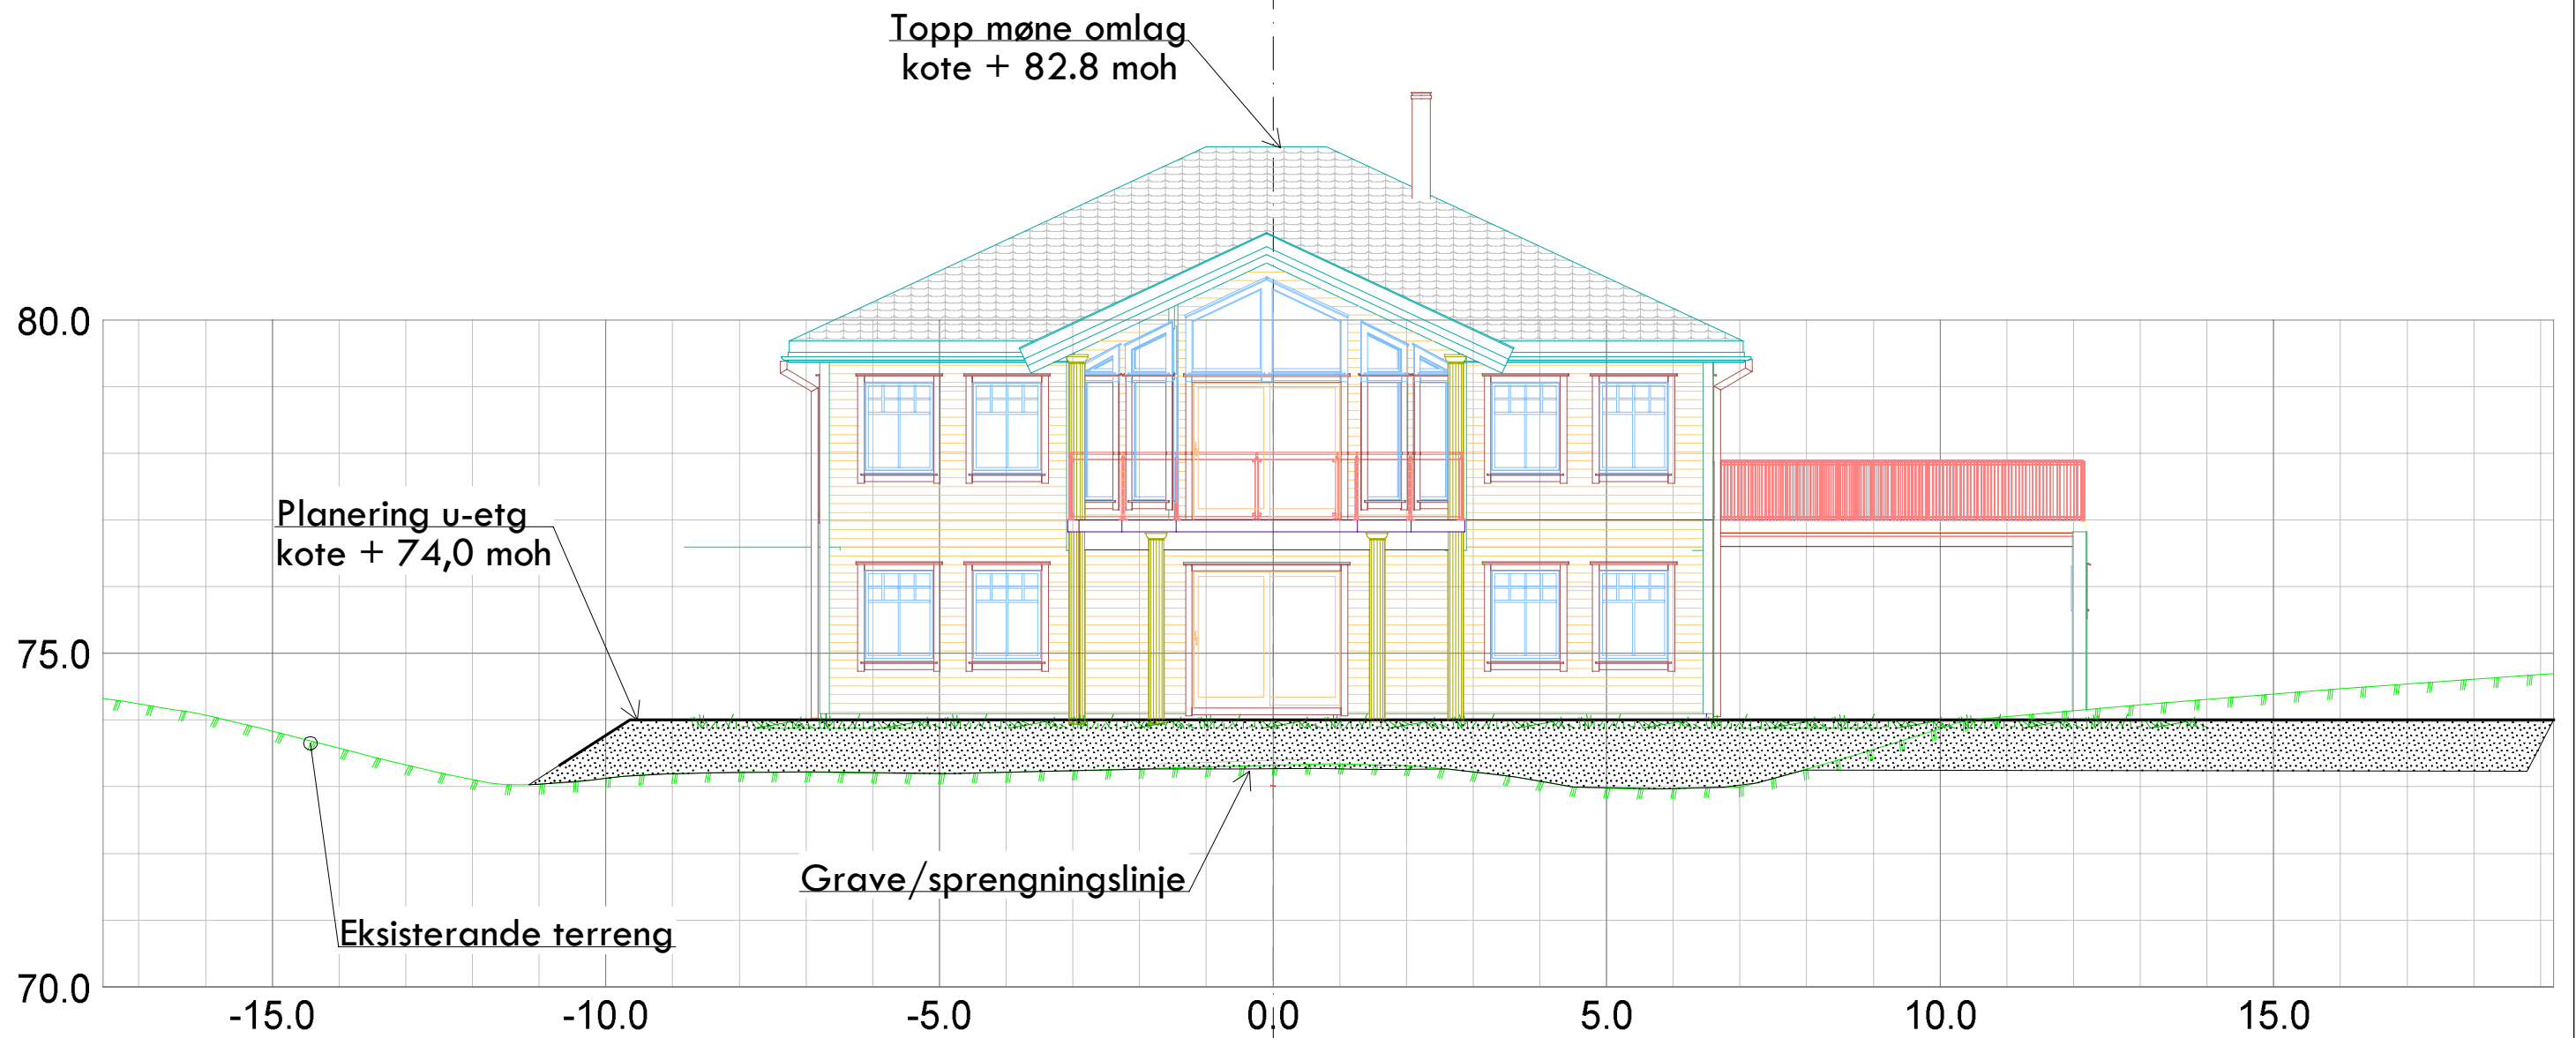 Topp møne omlag
kote + 82.8 moh
80.0
Planering u-etg
kote + 74,0 moh
75.0
Grave/sprengningslinje
Eksisterande terreng
70.0
-15.0 -10.0 -5.0 0.0 5.0 10.0 15.0